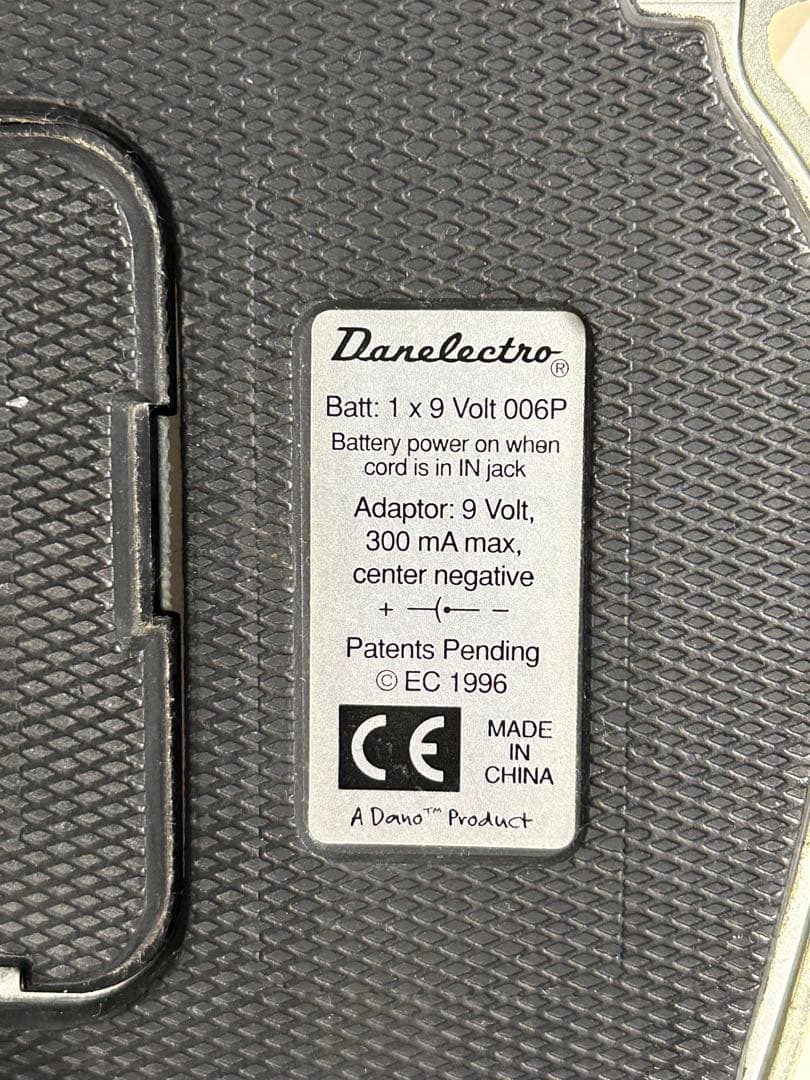 Danelectro®
Batt: 1 x 9 Volt 006P
Battery power on when
cord is in IN jack
Adaptor: 9 Volt,
300 mA max,
center negative
+ −
Patents Pending
© EC 1996
CE
MADE
IN
CHINA
A Dano™ Product